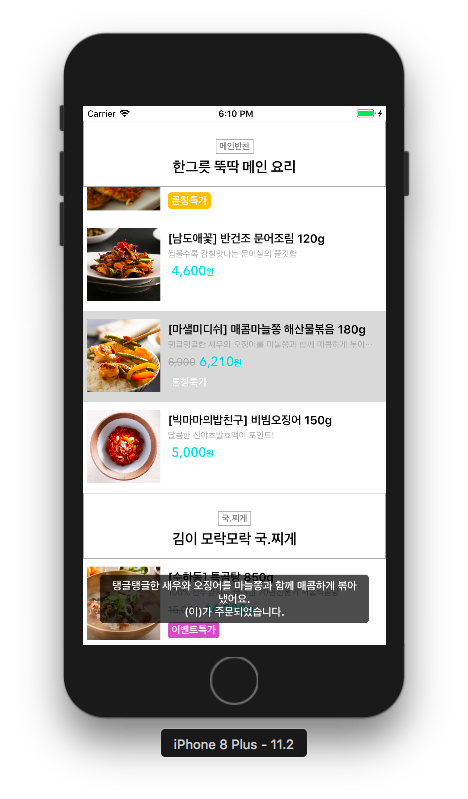 Carrier
6:10 PM
메인반찬
한그릇 뚝딱 메인 요리
론칭특가
[남도애꽃] 반건조 문어조림 120g
씹을수록 감칠맛나는 문어살의 쫄깃함
4,600원
[마샐미디쉬] 매콤마늘쫑 해산물볶음 180g
탱글탱글한 새우와 오징어를 마늘쫑과 함께 매콤하게 볶아…
6,900 6,210원
론칭특가
[빅마마의밥친구] 비빔오징어 150g
달콤한 신야초발효액이 포인트!
5,000원
국.찌게
김이 모락모락 국.찌게
[수하동] 특곰탕 850g
탱글탱글한 새우와 오징어를 마늘쫑과 함께 매콤하게 볶아
냈어요.
(이)가 주문되었습니다.
이벤트특가
iPhone 8 Plus - 11.2